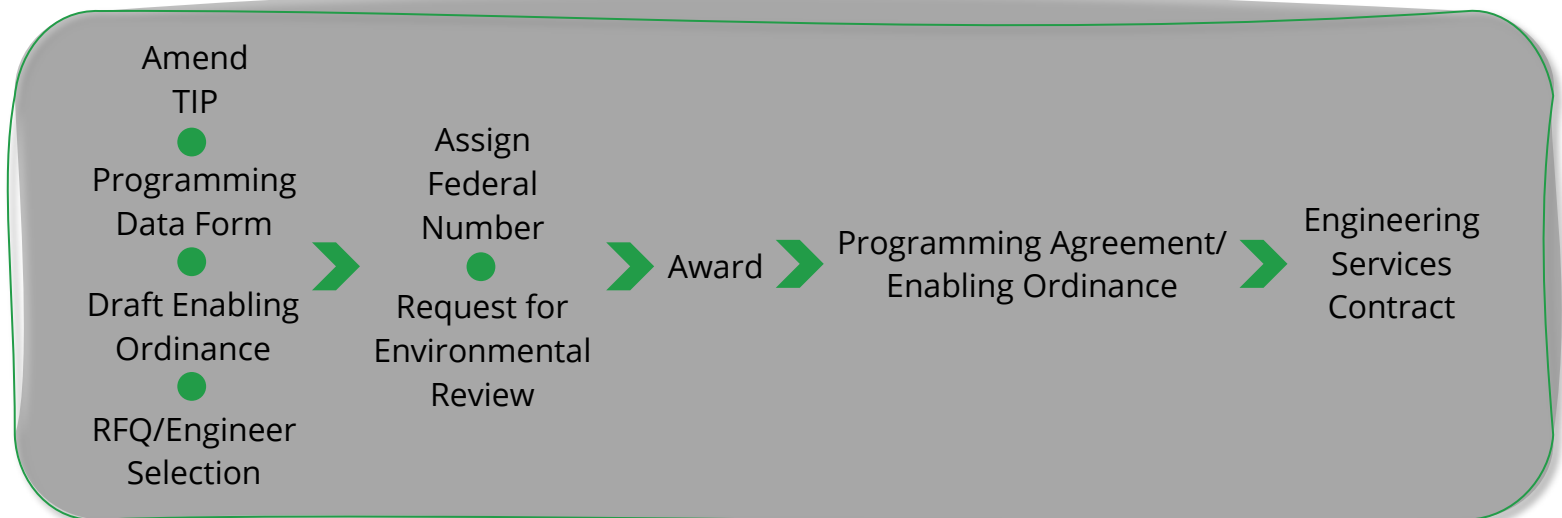 Amend
TIP
Programming
Data Form
Draft Enabling
Ordinance
RFQ/Engineer
Selection
Assign
Federal
Number
Request for
Environmental
Review
Award
Programming Agreement/
Enabling Ordinance
Engineering
Services
Contract